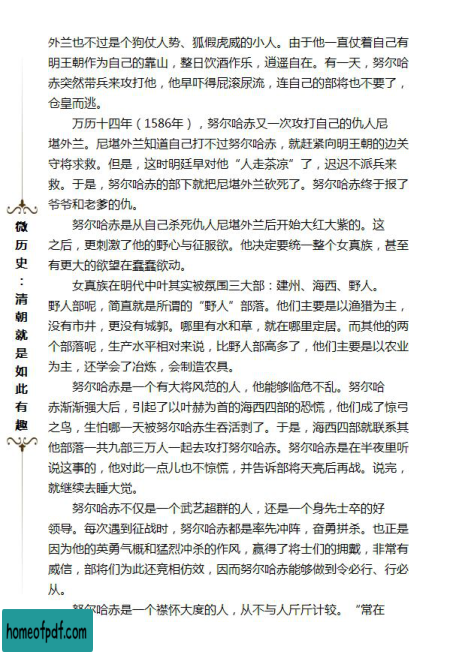 外兰也不过是个狗仗人势、狐假虎威的小人。由于他一直仗着自己有
明王朝作为自己的靠山，整日饮酒作乐，逍遥自在。有一天，努尔哈
赤突然带兵来攻打他，他早吓得屁滚尿流，连自己的部将也不要了，
仓皇而逃。
万历十四年（1586年），努尔哈赤又一次攻打自己的仇人尼
堪外兰。尼堪外兰知道自己打不过努尔哈赤，就赶紧向明王朝的边关
守将求救。但是，这时明廷早对他“人走茶凉”了，迟迟不派兵来
救。于是，努尔哈赤的部下就把尼堪外兰砍死了。努尔哈赤终于报了
爷爷和老爹的仇。
努尔哈赤是从自己杀死仇人尼堪外兰后开始大红大紫的。这
之后，更刺激了他的野心与征服欲。他决定要统一整个女真族，甚至
有更大的欲望在蠢蠢欲动。
女真族在明代中叶其实被氛围三大部：建州、海西、野人。
野人部呢，简直就是所谓的“野人”部落。他们主要是以渔猎为主，
没有市井，更没有城郭。哪里有水和草，就在哪里定居。而其他的两
个部落呢，生产水平相对来说，比野人部高多了，他们主要是以农业
为主，还学会了冶炼，会制造农具。
努尔哈赤是一个有大将风范的人，他能够临危不乱。努尔哈
赤渐渐强大后，引起了以叶赫为首的海西四部的恐慌，他们成了惊弓
之鸟，生怕哪一天被努尔哈赤生吞活剥了。于是，海西四部就联系其
他部落一共九部三万人一起去攻打努尔哈赤。努尔哈赤是在半夜里听
说这事的，他对此一点儿也不惊慌，并告诉部将天亮后再战。说完，
就继续去睡大觉。
努尔哈赤不仅是一个武艺超群的人，还是一个身先士卒的好
领导。每次遇到征战时，努尔哈赤都是率先冲阵，奋勇拼杀。也正是
因为他的英勇气概和猛烈冲杀的作风，赢得了将士们的拥戴，非常有
威信，部将们为此还竞相仿效，因而努尔哈赤能够做到令必行、行必
从。
努尔哈赤是一个襟怀大度的人，从不与人斤斤计较。“常在
微历史：清朝就是如此有趣
homeofpdf.com